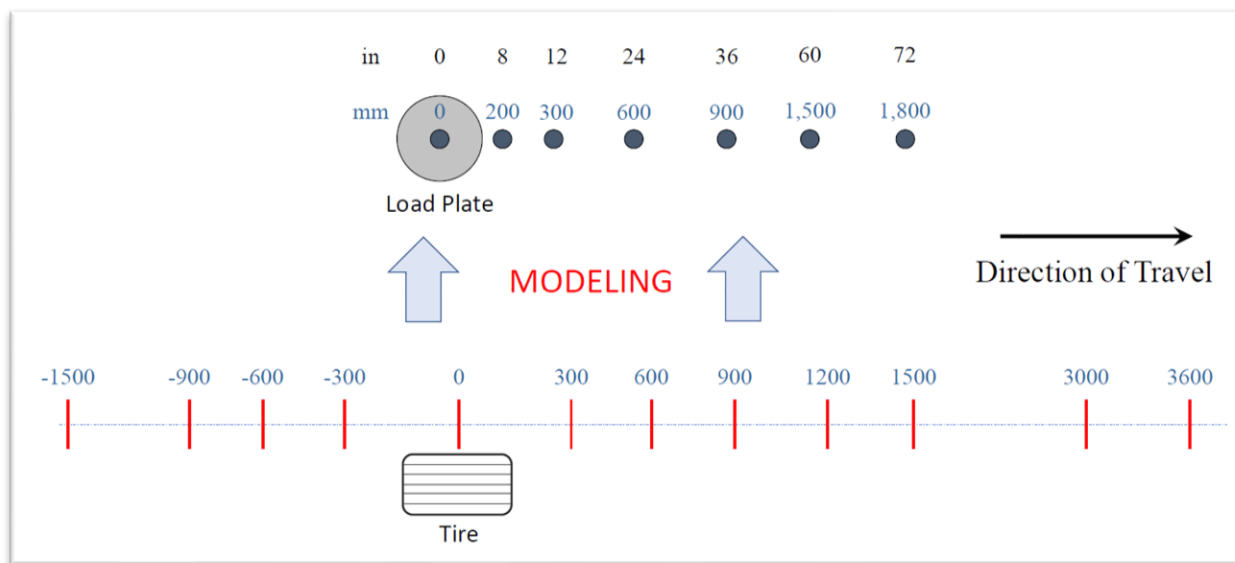 in 0 8 12 24 36 60 72
mm 0 200 300 600 900 1,500 1,800
Load Plate
MODELING
Direction of Travel
-1500 -900 -600 -300 0 300 600 900 1200 1500 3000 3600
Tire